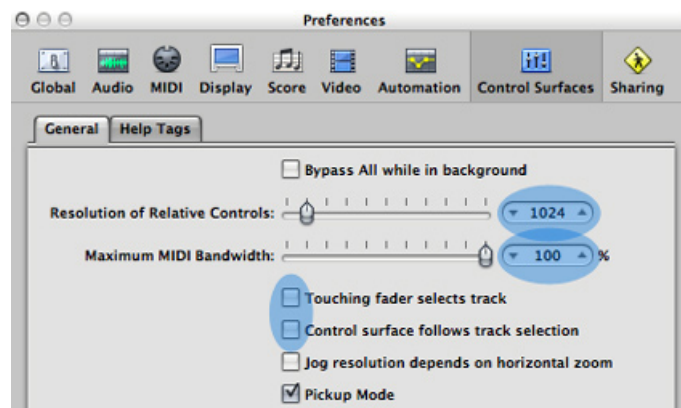 Preferences
Global Audio MIDI Display Score Video Automation Control Surfaces Sharing
General Help Tags
Bypass All while in background
Resolution of Relative Controls: 1024
Maximum MIDI Bandwidth: 100 %
Touching fader selects track
Control surface follows track selection
Jog resolution depends on horizontal zoom
Pickup Mode